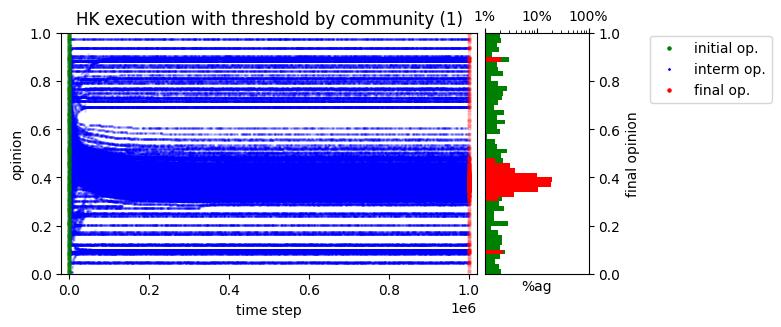 HK execution with threshold by community (1)
1% 10% 100%
initial op.
interm op.
final op.
1.0
0.8
0.6
0.4
0.2
0.0
opinion
0.0 0.2 0.4 0.6 0.8 1.0
1e6
time step
%ag
1.0
0.8
0.6
0.4
0.2
0.0
final opinion